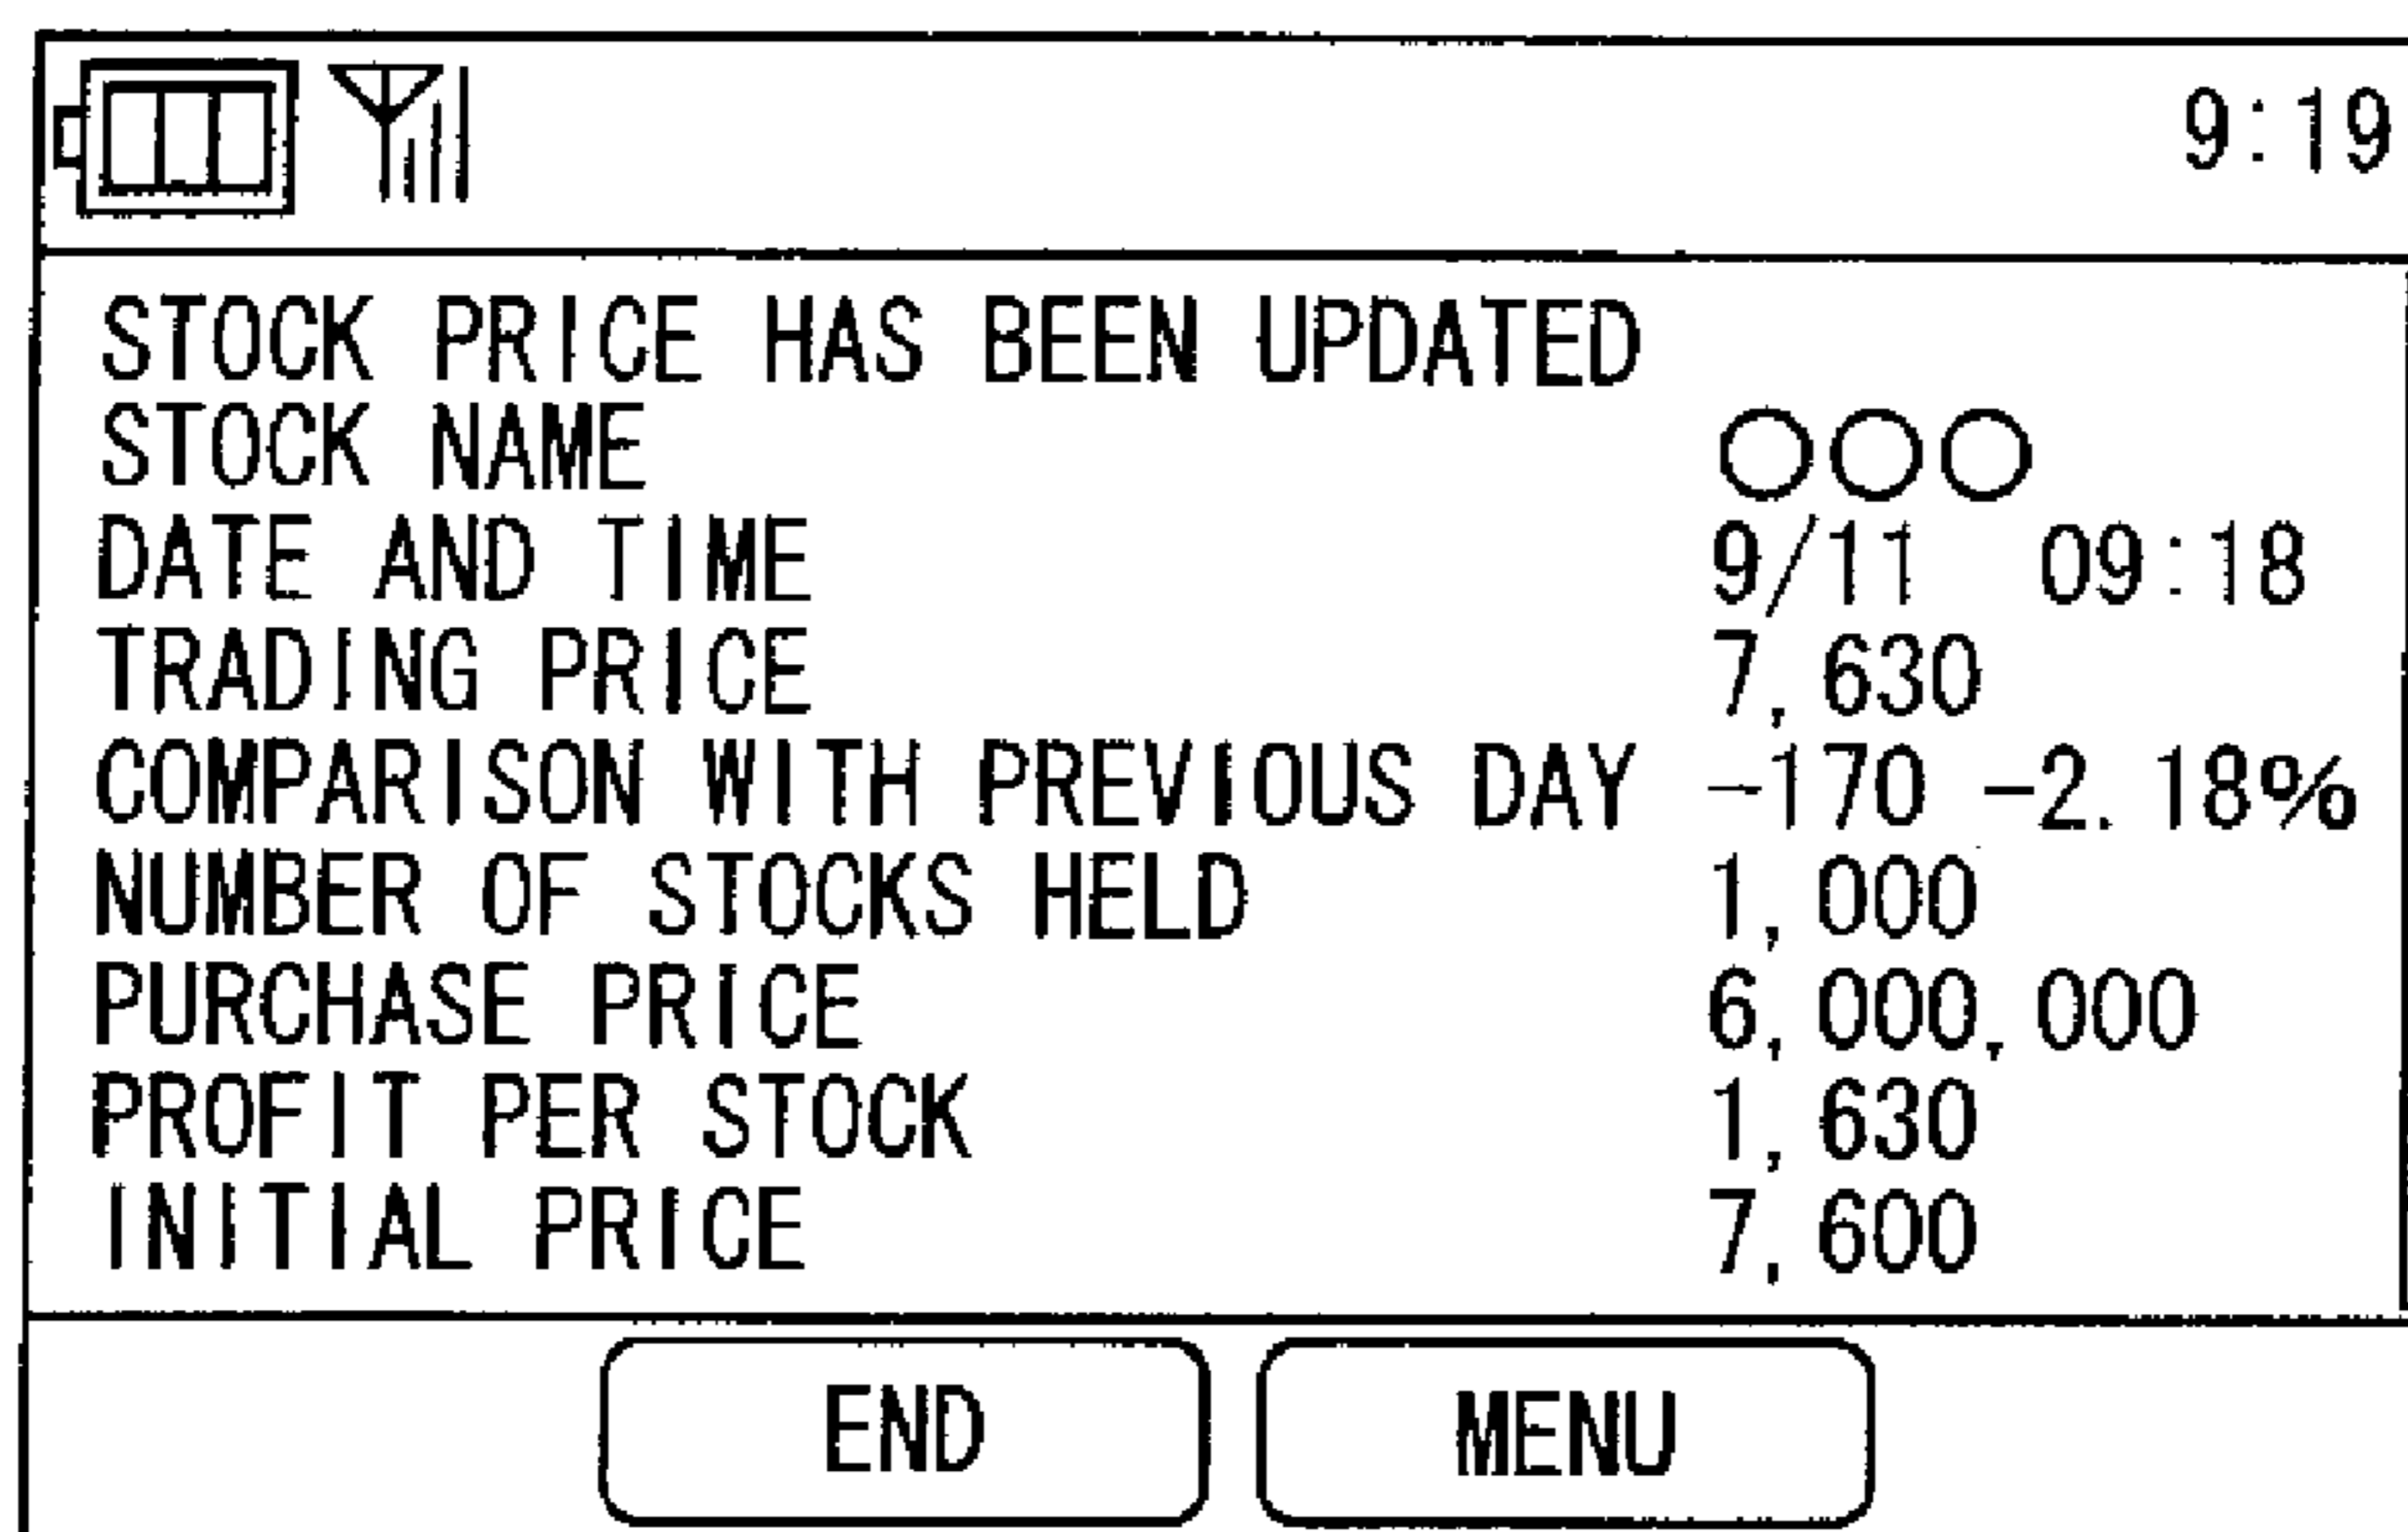 9:19
STOCK PRICE HAS BEEN UPDATED
STOCK NAME ○○○
DATE AND TIME 9/11 09:18
TRADING PRICE 7,630
COMPARISON WITH PREVIOUS DAY -170 -2.18%
NUMBER OF STOCKS HELD 1,000
PURCHASE PRICE 6,000,000
PROFIT PER STOCK 1,630
INITIAL PRICE 7,600
END MENU